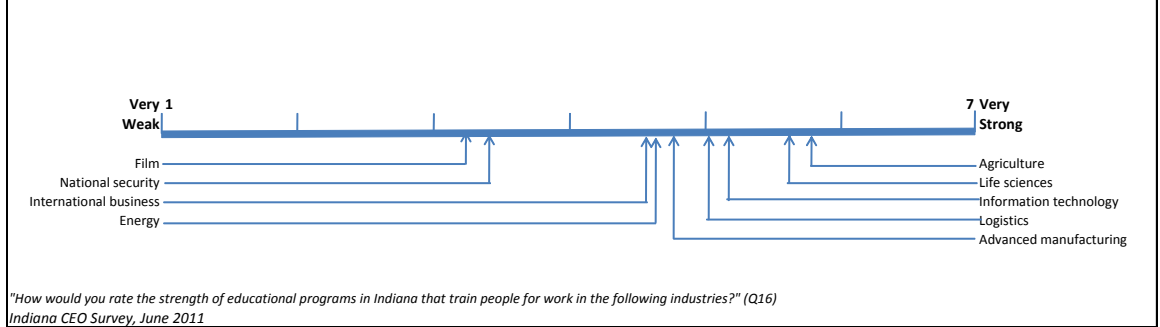 Very 1
Weak
7 Very
Strong
Film
National security
International business
Energy
Agriculture
Life sciences
Information technology
Logistics
Advanced manufacturing
"How would you rate the strength of educational programs in Indiana that train people for work in the following industries?" (Q16)
Indiana CEO Survey, June 2011